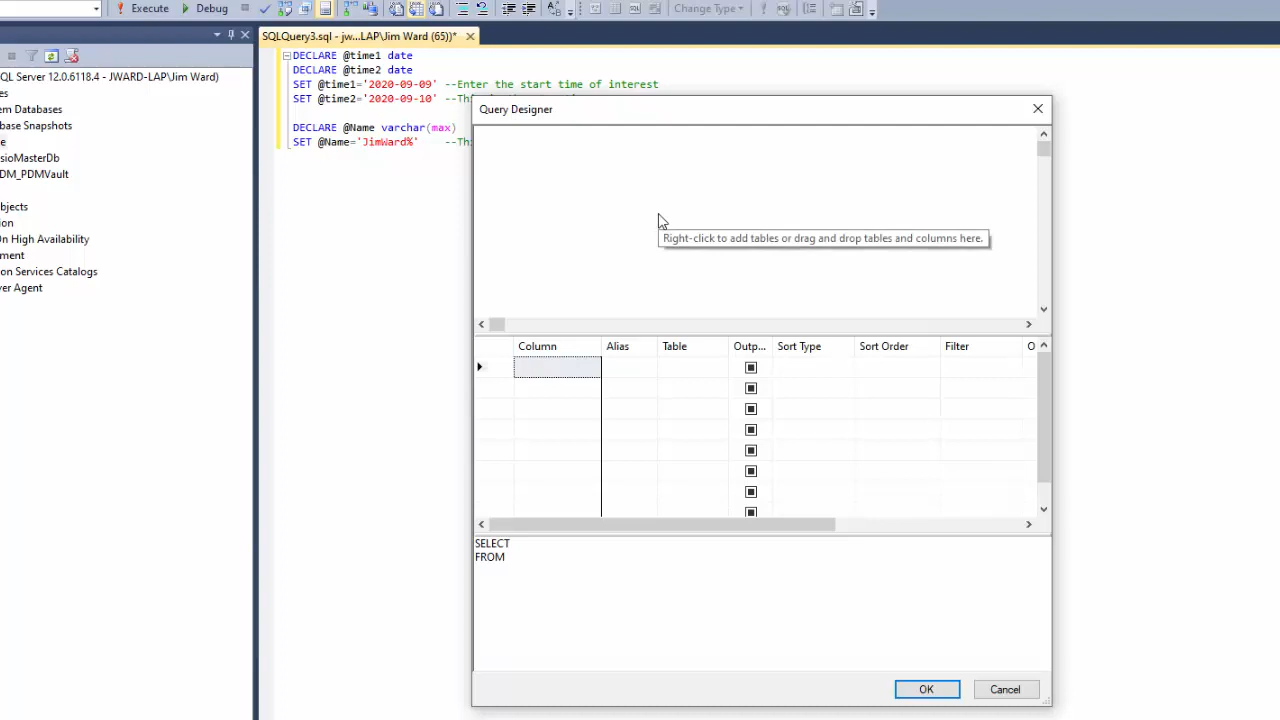 Execute Debug Change Type
SQLQuery3.sql - jw...LAP\Jim Ward (65))*
QL Server 12.0.6118.4 - JWARD-LAP\Jim Ward)
es
em Databases
base Snapshots
e
sioMasterDb
DM_PDMVault
bjects
ion
On High Availability
ement
on Services Catalogs
ver Agent
DECLARE @time1 date
DECLARE @time2 date
SET @time1='2020-09-09' --Enter the start time of interest
SET @time2='2020-09-10' --Th
DECLARE @Name varchar(max)
SET @Name='JimWard%' --Th
Query Designer
Right-click to add tables or drag and drop tables and columns here.
Column Alias Table Outp... Sort Type Sort Order Filter O
SELECT
FROM
OK Cancel